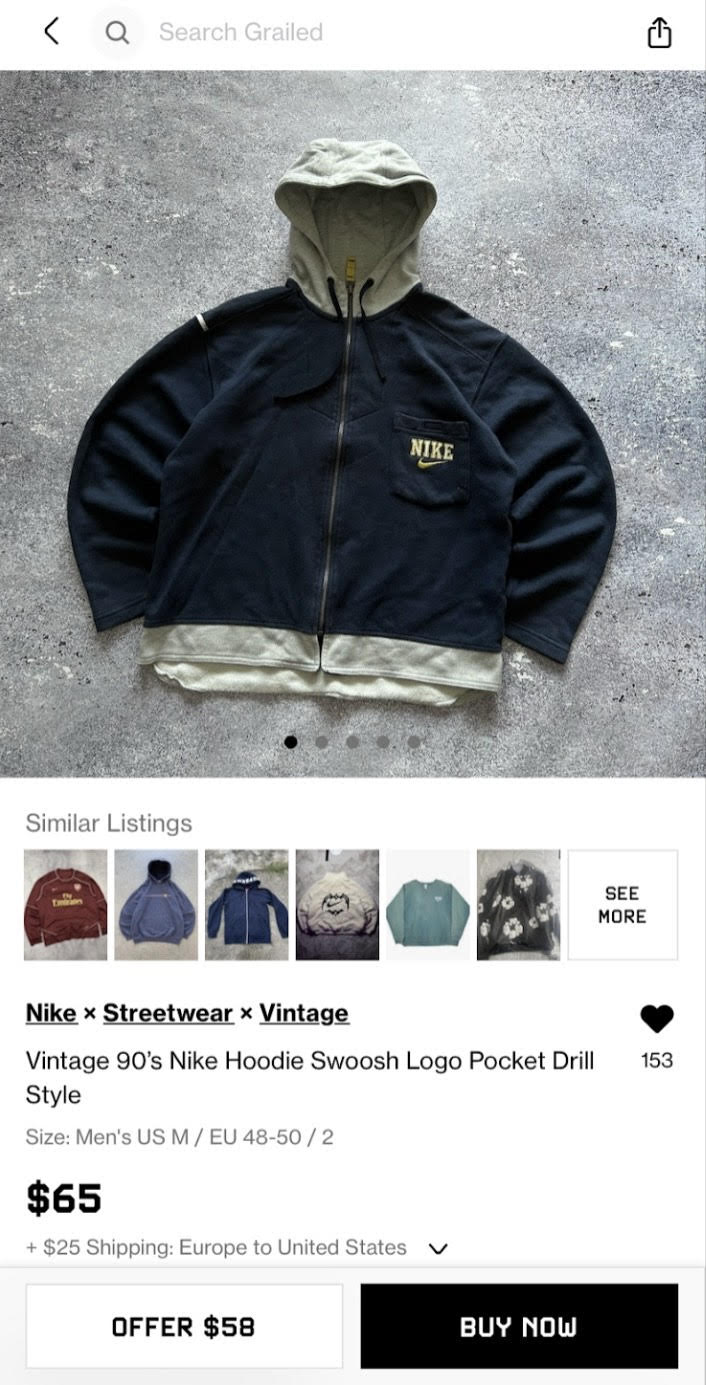 Search Grailed
NIKE
Similar Listings
Fly
Emirates
SEE
MORE
Nike × Streetwear × Vintage
Vintage 90’s Nike Hoodie Swoosh Logo Pocket Drill
Style
153
Size: Men's US M / EU 48-50 / 2
$65
+ $25 Shipping: Europe to United States
OFFER $58
BUY NOW